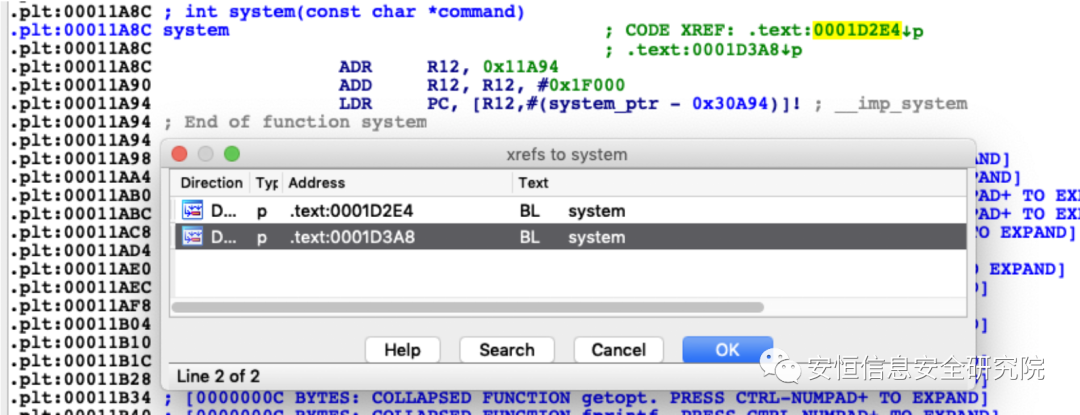 .plt:00011A8C ; int system(const char *command)
.plt:00011A8C system ; CODE XREF: .text:0001D2E4↓p
.plt:00011A8C ; .text:0001D3A8↓p
.plt:00011A8C ADR R12, 0x11A94
.plt:00011A90 ADD R12, R12, #0x1F000
.plt:00011A94 LDR PC, [R12,#(system_ptr - 0x30A94)]! ; __imp_system
.plt:00011A94 ; End of function system
.plt:00011A94
xrefs to system
.plt:00011A98 AND]
Direction Typ Address Text
.plt:00011AA4 PAND]
.plt:00011AB0 PAD+ TO EXP
D... p .text:0001D2E4 BL system
.plt:00011ABC PAD+ TO EXP
.plt:00011AC8 TO EXPAND]
D... p .text:0001D3A8 BL system
.plt:00011AD4
.plt:00011AE0 EXPAND]
.plt:00011AEC
.plt:00011AF8
.plt:00011B04
.plt:00011B10
Help Search Cancel OK
.plt:00011B1C
安恒信息安全研究院
.plt:00011B28
Line 2 of 2
.plt:00011B34 ; [0000000C BYTES: COLLAPSED FUNCTION getopt. PRESS CTRL-NUMPAD+ TO EXPAND]
.plt:00011B40 ; [0000000C BYTES: COLLAPSED FUNCTION fprintf. PRESS CTRL-NUMPAD+ TO EXPAND]